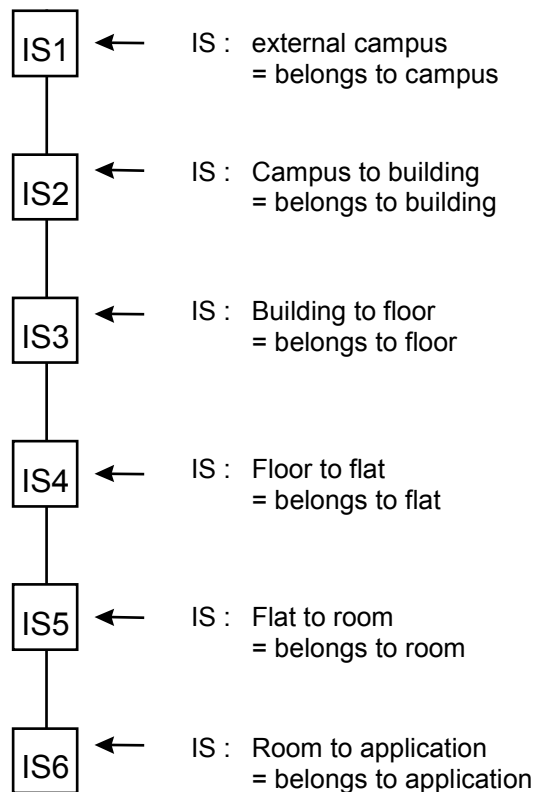 IS1 IS : external campus
= belongs to campus
IS2 IS : Campus to building
= belongs to building
IS3 IS : Building to floor
= belongs to floor
IS4 IS : Floor to flat
= belongs to flat
IS5 IS : Flat to room
= belongs to room
IS6 IS : Room to application
= belongs to application